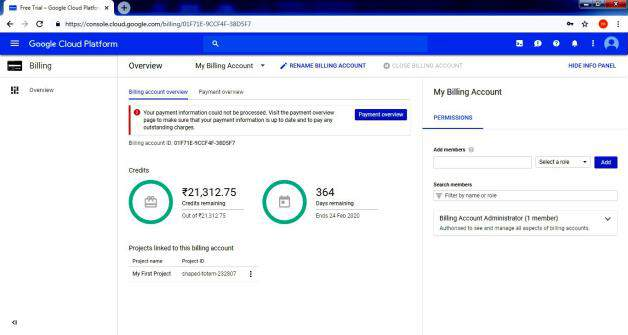 Free Trial – Google Cloud Platfor
https://console.cloud.google.com/billing/01F71E-9CCF4F-38D5F7
Google Cloud Platform
Billing
Overview
My Billing Account
RENAME BILLING ACCOUNT
CLOSE BILLING ACCOUNT
HIDE INFO PANEL
Overview
Billing account overview
Payment overview
Your payment information could not be processed. Visit the payment overview
page to make sure that your payment information is up to date and to pay any
outstanding charges.
Payment overview
Billing account ID: 01F71E-9CCF4F-38D5F7
Credits
₹21,312.75
Credits remaining
Out of ₹21,312.75
364
Days remaining
Ends 24 Feb 2020
Projects linked to this billing account
Project name
Project ID
My First Project
shaped-totem-232807
My Billing Account
PERMISSIONS
Add members
Select a role
Add
Search members
Filter by name or role
Billing Account Administrator (1 member)
Authorised to see and manage all aspects of billing accounts.